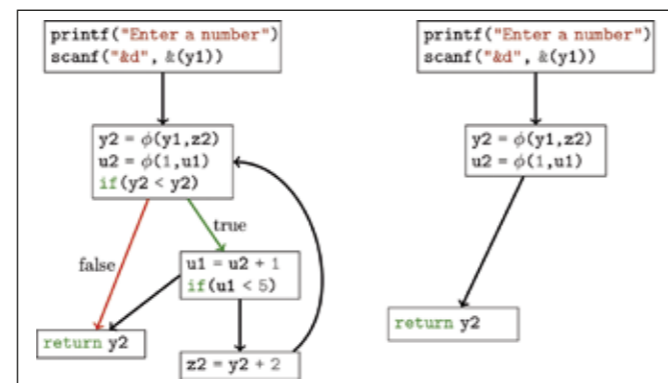 printf("Enter a number")
scanf("&d", &(y1))
y2 = ϕ(y1,z2)
u2 = ϕ(1,u1)
if(y2 < y2)
true
false
u1 = u2 + 1
if(u1 < 5)
return y2
z2 = y2 + 2
printf("Enter a number")
scanf("&d", &(y1))
y2 = ϕ(y1,z2)
u2 = ϕ(1,u1)
return y2